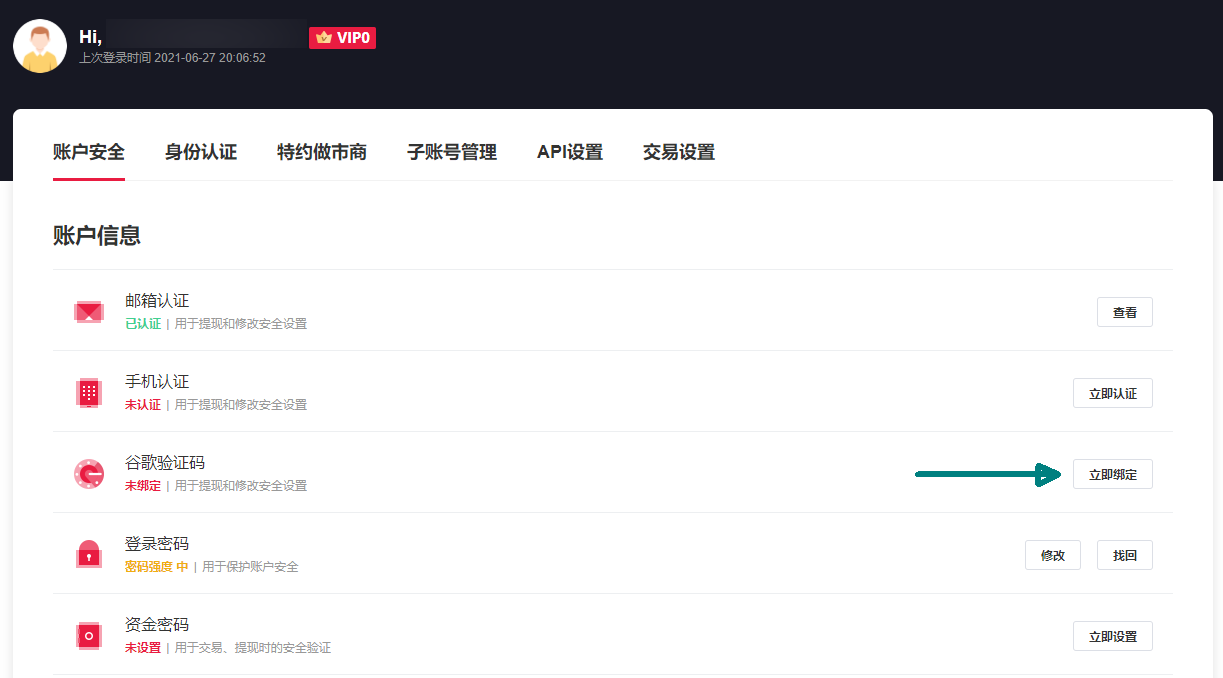 Hi, VIP0
上次登录时间 2021-06-27 20:06:52
账户安全 身份认证 特约做市商 子账号管理 API设置 交易设置
账户信息
邮箱认证
已认证 | 用于提现和修改安全设置
查看
手机认证
未认证 | 用于提现和修改安全设置
立即认证
谷歌验证码
未绑定 | 用于提现和修改安全设置
立即绑定
登录密码
密码强度 中 | 用于保护账户安全
修改 找回
资金密码
未设置 | 用于交易、提现时的安全验证
立即设置